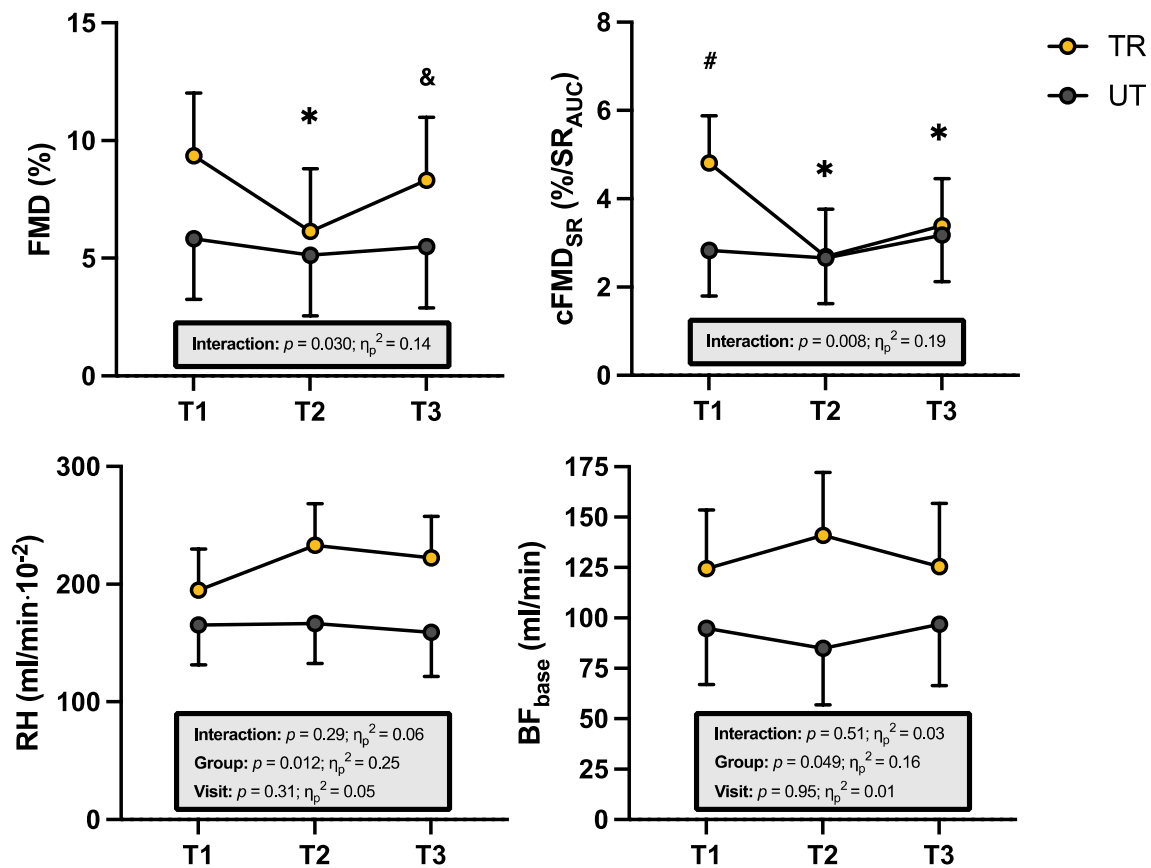 15
10
5
0
FMD (%)
&
*
Interaction: p = 0.030; ηp² = 0.14
T1 T2 T3
8
6
4
2
0
cFMDSR (%/SRAUC)
#
*
*
Interaction: p = 0.008; ηp² = 0.19
T1 T2 T3
TR
UT
300
200
100
0
RH (ml/min·10⁻²)
Interaction: p = 0.29; ηp² = 0.06
Group: p = 0.012; ηp² = 0.25
Visit: p = 0.31; ηp² = 0.05
T1 T2 T3
175
150
125
100
75
50
25
0
BFbase (ml/min)
Interaction: p = 0.51; ηp² = 0.03
Group: p = 0.049; ηp² = 0.16
Visit: p = 0.95; ηp² = 0.01
T1 T2 T3